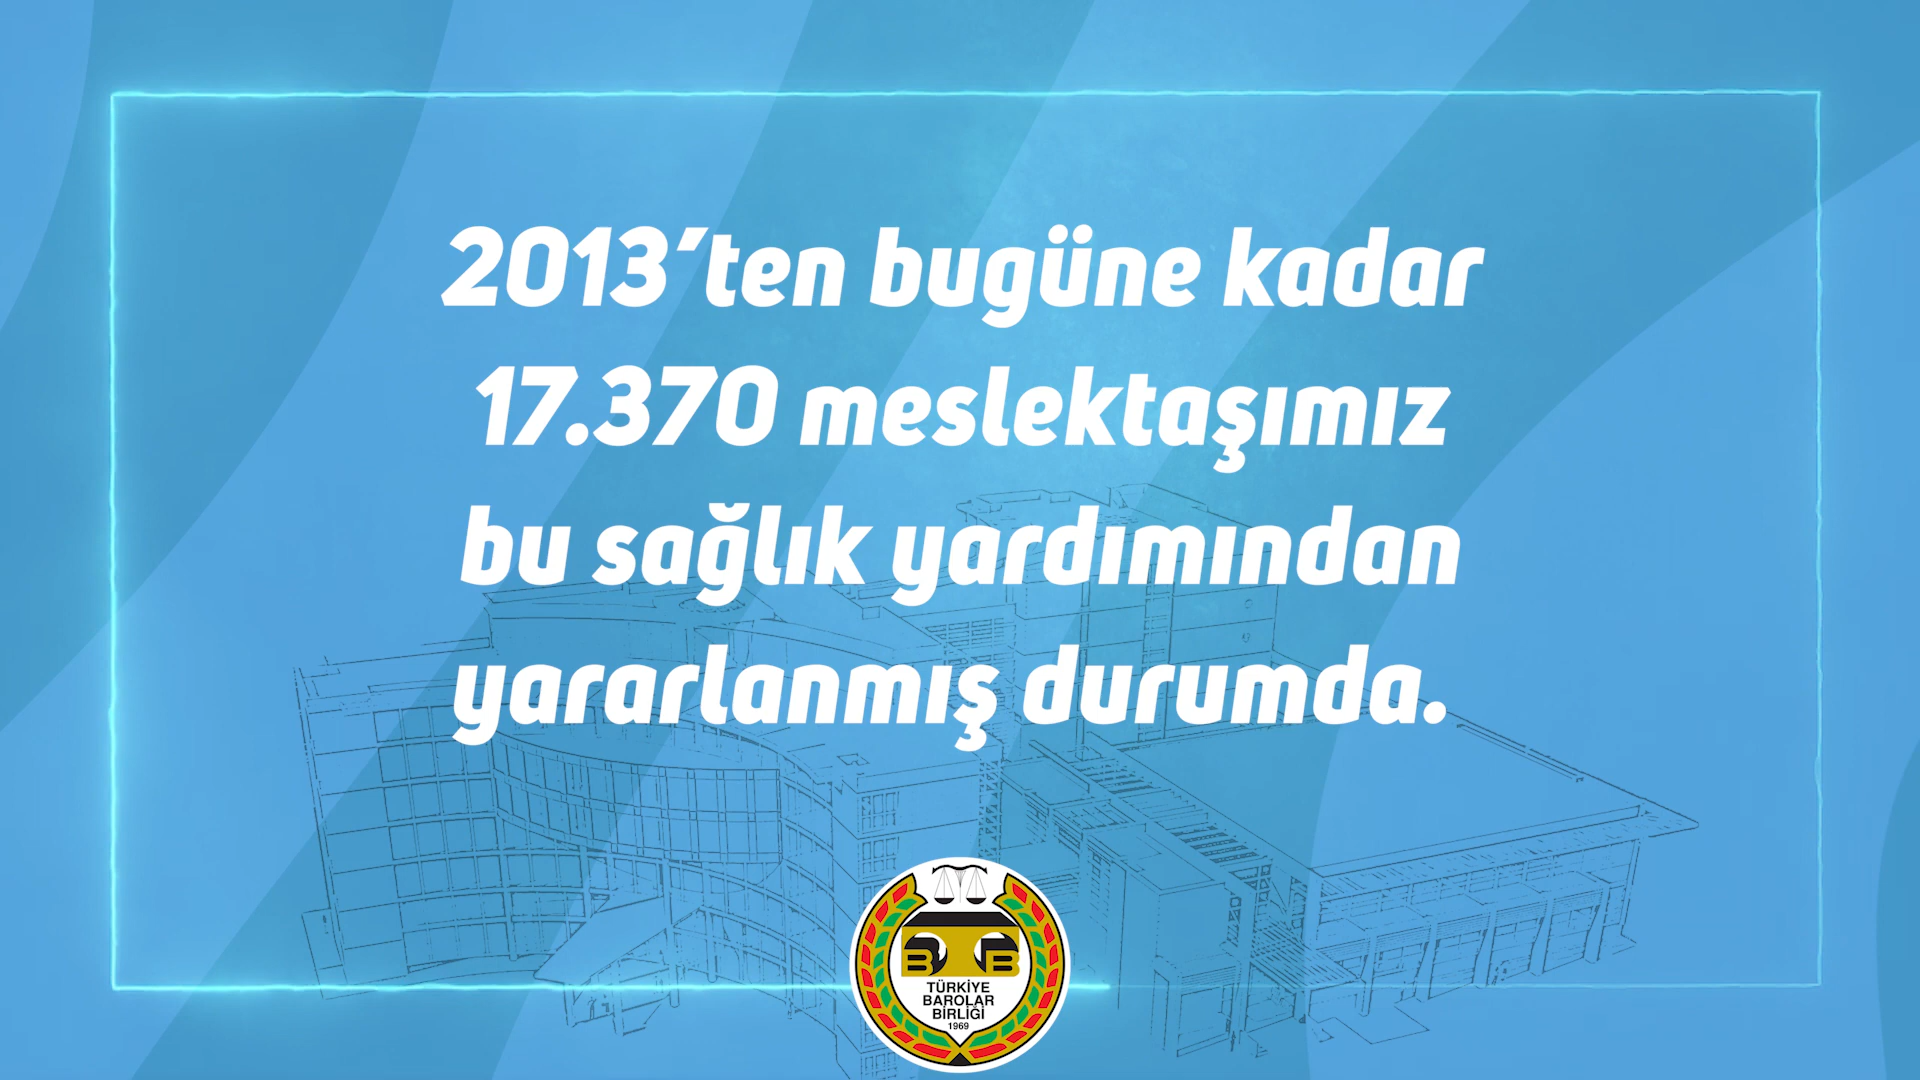 2013’ten bugüne kadar
17.370 meslektaşımız
bu sağlık yardımından
yararlanmış durumda.
TÜRKİYE
BAROLAR
BİRLİĞİ
1969